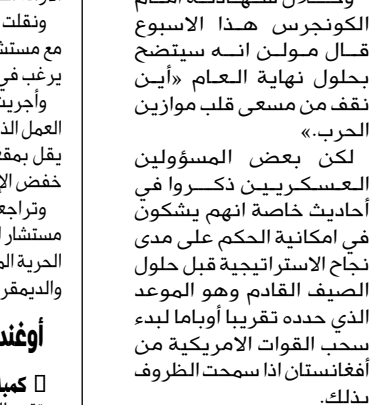 الكونجرس هذا الاسبوع
قال مولن انه سيتضح
بحلول نهاية العام «أين
نقف من مسعى قلب موازين
الحرب.»
لكن بعض المسؤولين
العسكريين ذكروا في
أحاديث خاصة انهم يشكون
في امكانية الحكم على مدى
نجاح الاستراتيجية قبل حلول
الصيف القادم وهو الموعد
الذي حدده تقريبا أوباما لبدء
سحب القوات الامريكية من
أفغانستان اذا سمحت الظروف
بذلك.
ونقلت
مع مستش
يرغب في
وأجريت
العمل الذ
يقل بمقع
خفض الإ
وتراجع
مستشار ا
الحرية الم
والديمقر
أوغند